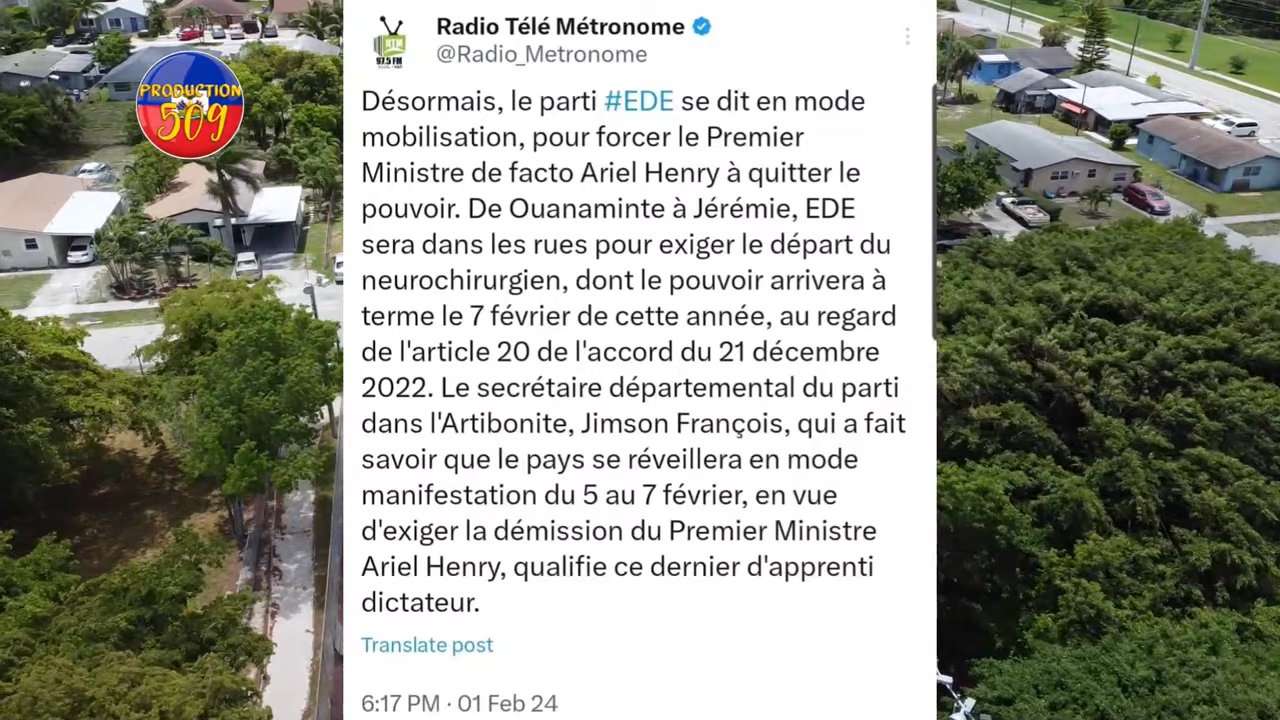 PRODUCTION
509
RTM
97.5 FM
Radio Télé Métronome
@Radio_Metronome
Désormais, le parti #EDE se dit en mode
mobilisation, pour forcer le Premier
Ministre de facto Ariel Henry à quitter le
pouvoir. De Ouanaminte à Jérémie, EDE
sera dans les rues pour exiger le départ du
neurochirurgien, dont le pouvoir arrivera à
terme le 7 février de cette année, au regard
de l'article 20 de l'accord du 21 décembre
2022. Le secrétaire départemental du parti
dans l'Artibonite, Jimson François, qui a fait
savoir que le pays se réveillera en mode
manifestation du 5 au 7 février, en vue
d'exiger la démission du Premier Ministre
Ariel Henry, qualifie ce dernier d'apprenti
dictateur.
Translate post
6:17 PM · 01 Feb 24